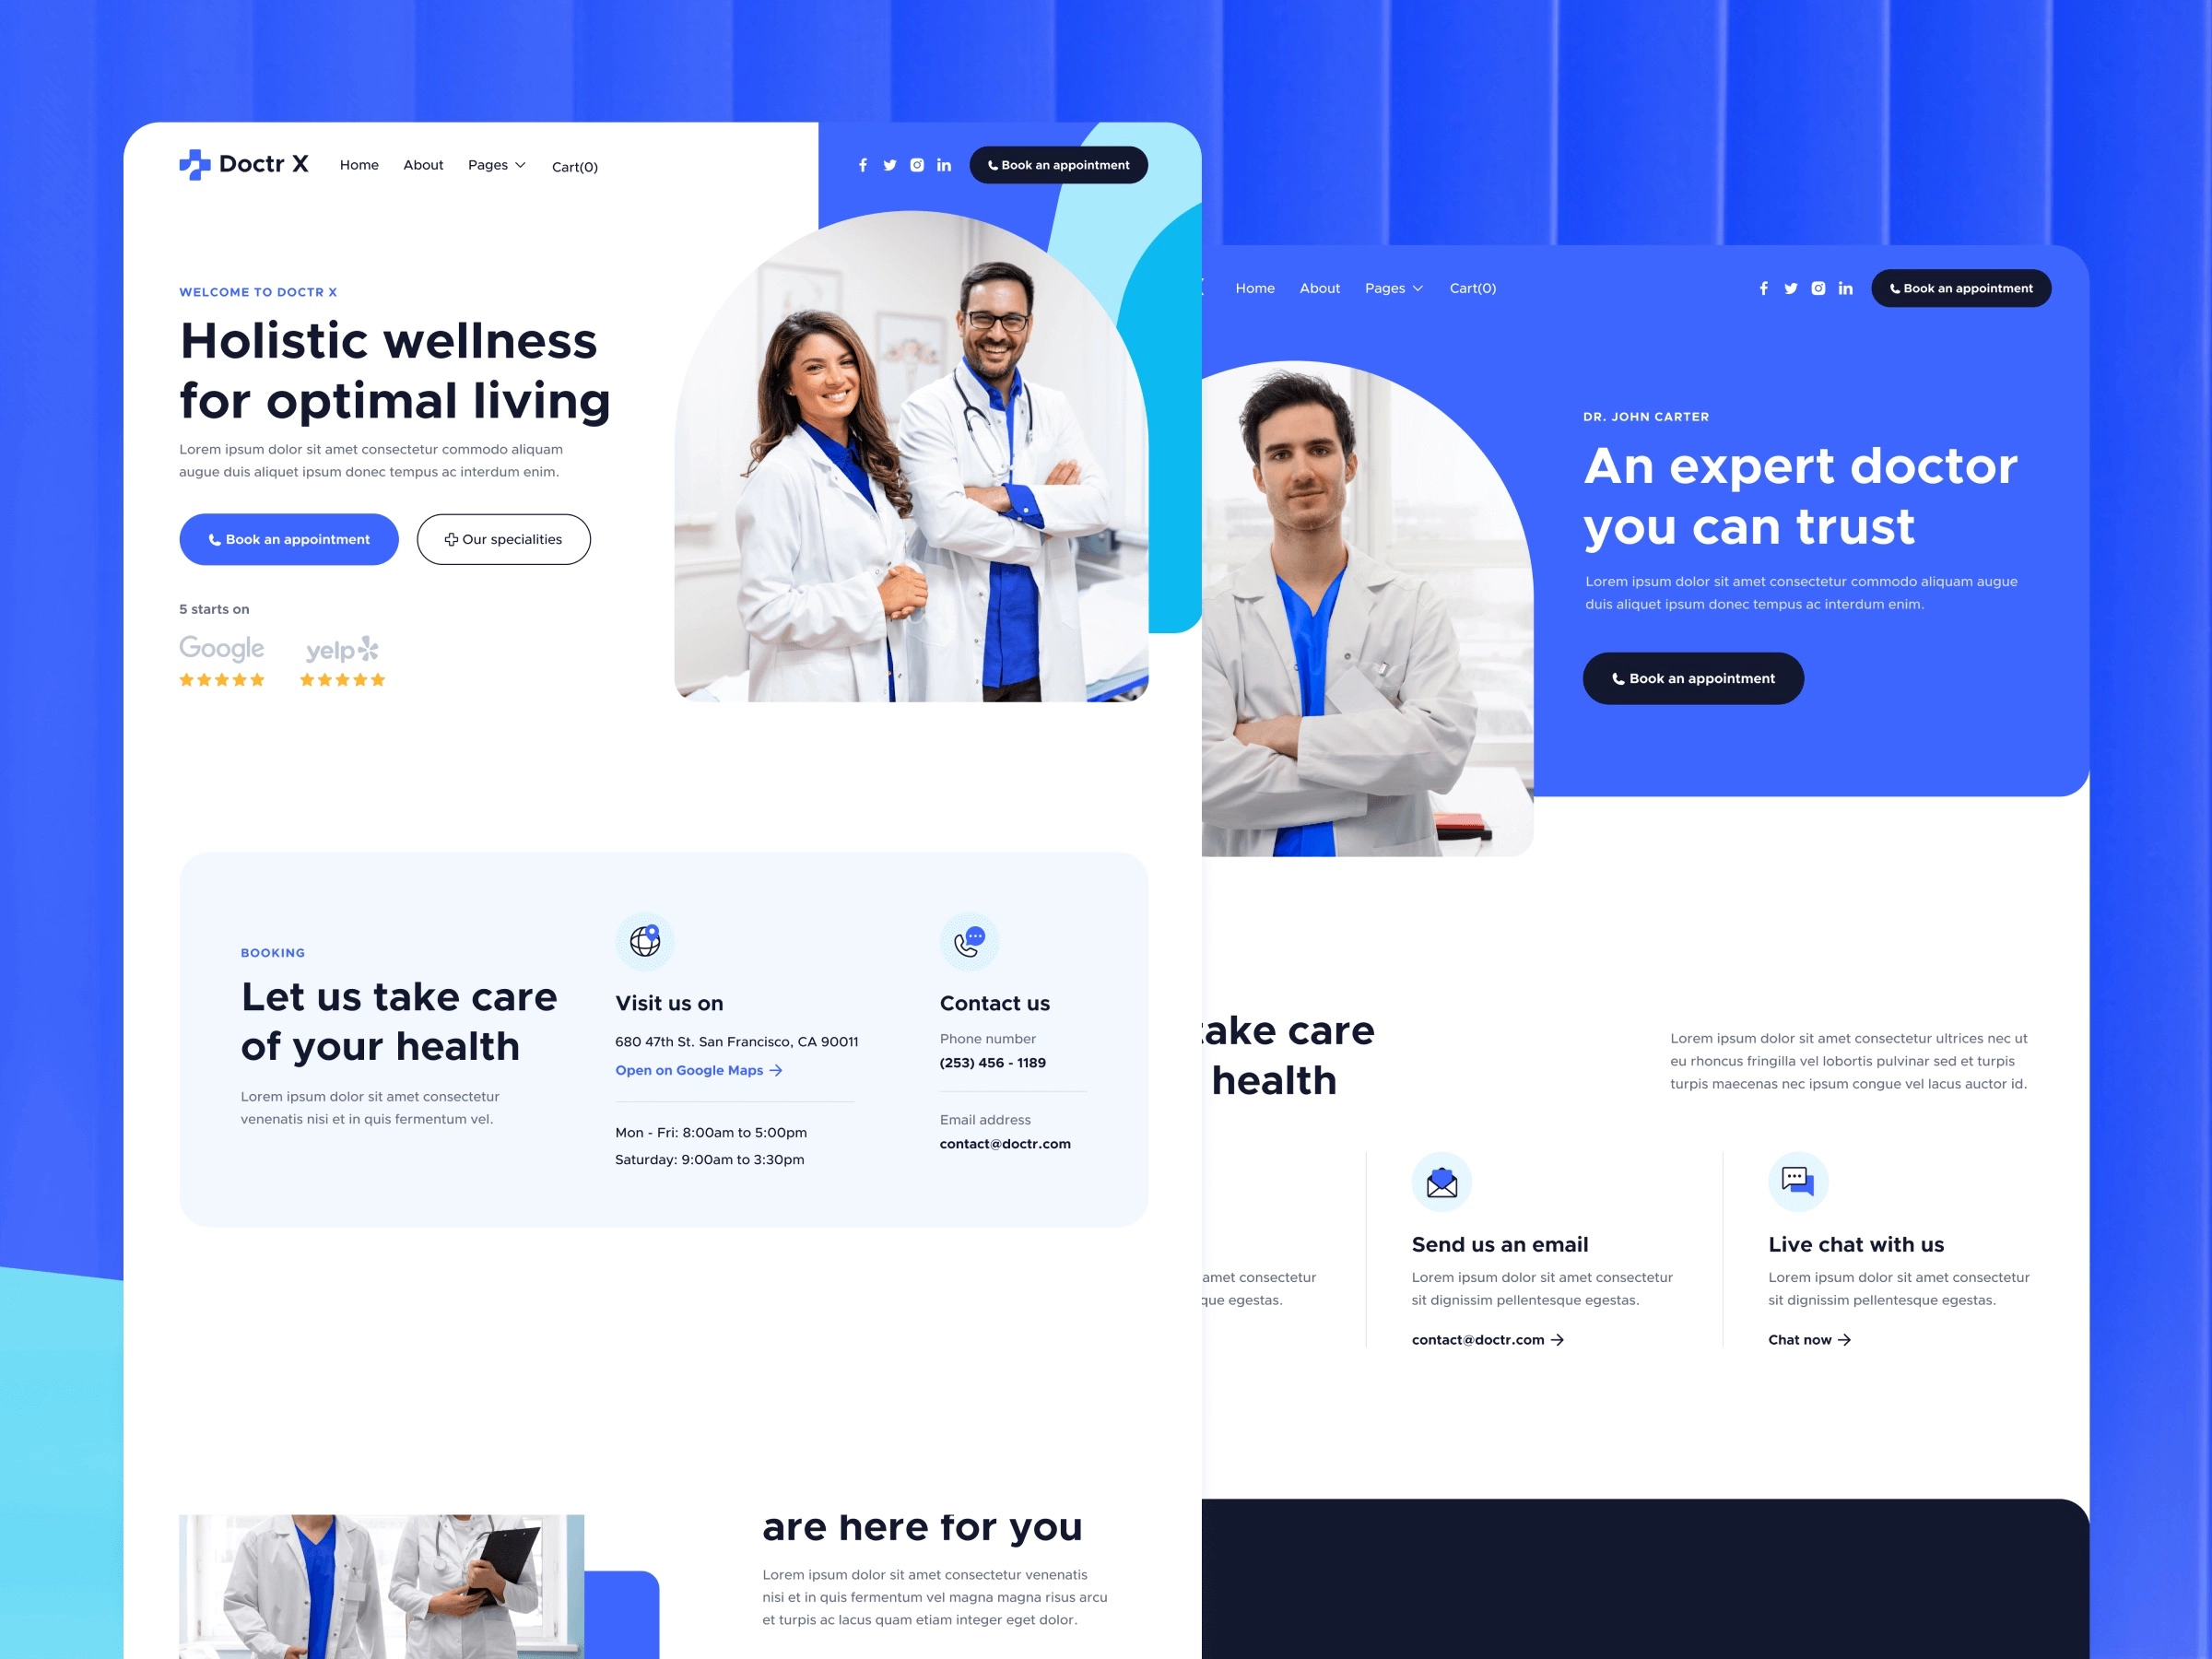 Doctr X
Home
About
Pages
Cart(0)
Book an appointment
WELCOME TO DOCTR X
Holistic wellness
for optimal living
Lorem ipsum dolor sit amet consectetur commodo aliquam
augue duis aliquet ipsum donec tempus ac interdum enim.
Book an appointment
Our specialities
5 starts on
Google
yelp
BOOKING
Let us take care
of your health
Lorem ipsum dolor sit amet consectetur
venenatis nisi et in quis fermentum vel.
Visit us on
680 47th St. San Francisco, CA 90011
Open on Google Maps
Mon - Fri: 8:00am to 5:00pm
Saturday: 9:00am to 3:30pm
Contact us
Phone number
(253) 456 - 1189
Email address
contact@doctr.com
are here for you
Lorem ipsum dolor sit amet consectetur venenatis
nisi et in quis fermentum vel magna magna risus arcu
et turpis ac lacus quam etiam integer eget dolor.
Home
About
Pages
Cart(0)
Book an appointment
DR. JOHN CARTER
An expert doctor
you can trust
Lorem ipsum dolor sit amet consectetur commodo aliquam augue
duis aliquet ipsum donec tempus ac interdum enim.
Book an appointment
take care
health
Lorem ipsum dolor sit amet consectetur ultrices nec ut
eu rhoncus fringilla vel lobortis pulvinar sed et turpis
turpis maecenas nec ipsum congue vel lacus auctor id.
amet consectetur
que egestas.
Send us an email
Lorem ipsum dolor sit amet consectetur
sit dignissim pellentesque egestas.
contact@doctr.com
Live chat with us
Lorem ipsum dolor sit amet consectetur
sit dignissim pellentesque egestas.
Chat now